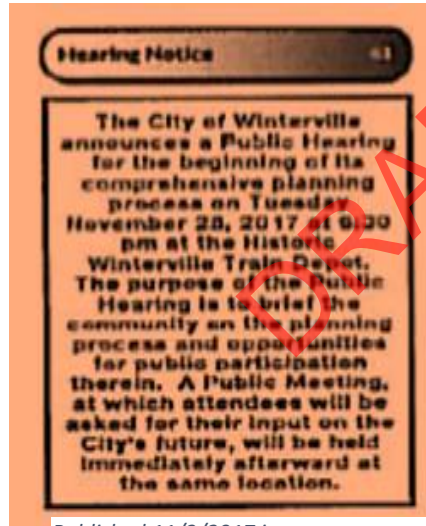 Hearing Notice
The City of Winterville
announces a Public Hearing
for the beginning of its
comprehensive planning
process on Tuesday
November 28, 2017 at
pm at the Historic
Winterville Train Depot.
The purpose of the Public
Hearing is to brief the
community on the planning
process and opportunities
for public participation
therein. A Public Meeting,
at which attendees will be
asked for their input on the
City's future, will be held
immediately afterward at
the same location.
DRA